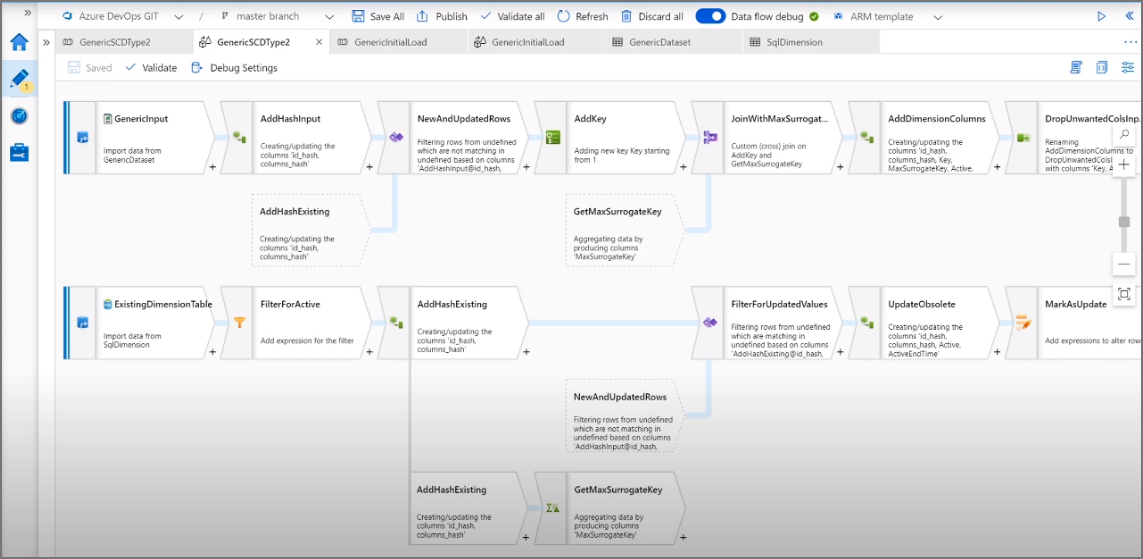 Azure DevOps GIT / master branch Save All Publish Validate all Refresh Discard all Data flow debug ARM template
GenericSCDType2 GenericSCDType2 GenericInitialLoad GenericInitialLoad GenericDataset SqlDimension
Saved Validate Debug Settings
1
GenericInput
Import data from
GenericDataset
AddHashInput
Creating/updating the
columns 'id_hash,
columns_hash'
NewAndUpdatedRows
Filtering rows from undefined
which are not matching in
undefined based on columns
'AddHashInput@id_hash,
AddKey
Adding new key Key starting
from 1
JoinWithMaxSurrogat...
Custom (cross) join on
AddKey and
GetMaxSurrogateKey
AddDimensionColumns
Creating/updating the
columns 'id_hash,
columns_hash, Key,
MaxSurrogateKey, Active,
DropUnwantedColsInp.
Renaming
AddDimensionColumns to
DropUnwantedColsI
with columns 'Key, A
AddHashExisting
Creating/updating the
columns 'id_hash,
columns_hash'
GetMaxSurrogateKey
Aggregating data by
producing columns
'MaxSurrogateKey'
ExistingDimensionTable
Import data from
SqlDimension
FilterForActive
Add expression for the filter
AddHashExisting
Creating/updating the
columns 'id_hash,
columns_hash'
FilterForUpdatedValues
Filtering rows from undefined
which are matching in
undefined based on columns
'AddHashExisting@id_hash,
UpdateObsolete
Creating/updating the
columns 'id_hash,
columns_hash, Active,
ActiveEndTime'
MarkAsUpdate
Add expressions to alter row
NewAndUpdatedRows
Filtering rows from undefined
which are not matching in
undefined based on columns
'AddHashInput@id_hash,
AddHashExisting
Creating/updating the
columns 'id_hash,
columns_hash'
GetMaxSurrogateKey
Aggregating data by
producing columns
'MaxSurrogateKey'